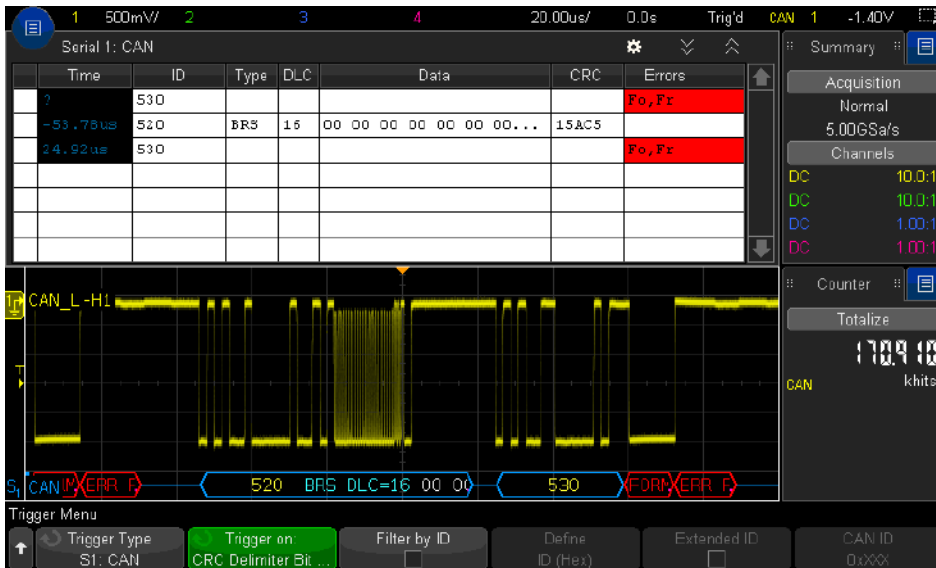 1 500mV/ 2 3 4 20.00us/ 0.0s Trig'd CAN 1 -1.40V
Serial 1: CAN
Time ID Type DLC Data CRC Errors
? 530 Fo,Fr
-53.76us 520 BRS 16 00 00 00 00 00 00 00... 15AC5
24.92us 530 Fo,Fr
Summary
Acquisition
Normal
5.00GSa/s
Channels
DC 10.0:1
DC 10.0:1
DC 1.00:1
DC 1.00:1
Counter
Totalize
170.910
CAN khits
CAN_L-H1
T
S1 CAN ERR F 520 BRS DLC=16 00 00 530 FORM ERR F
Trigger Menu
Trigger Type
S1: CAN
Trigger on:
CRC Delimiter Bit ...
Filter by ID
Define
ID (Hex)
Extended ID
CAN ID
0xXXX